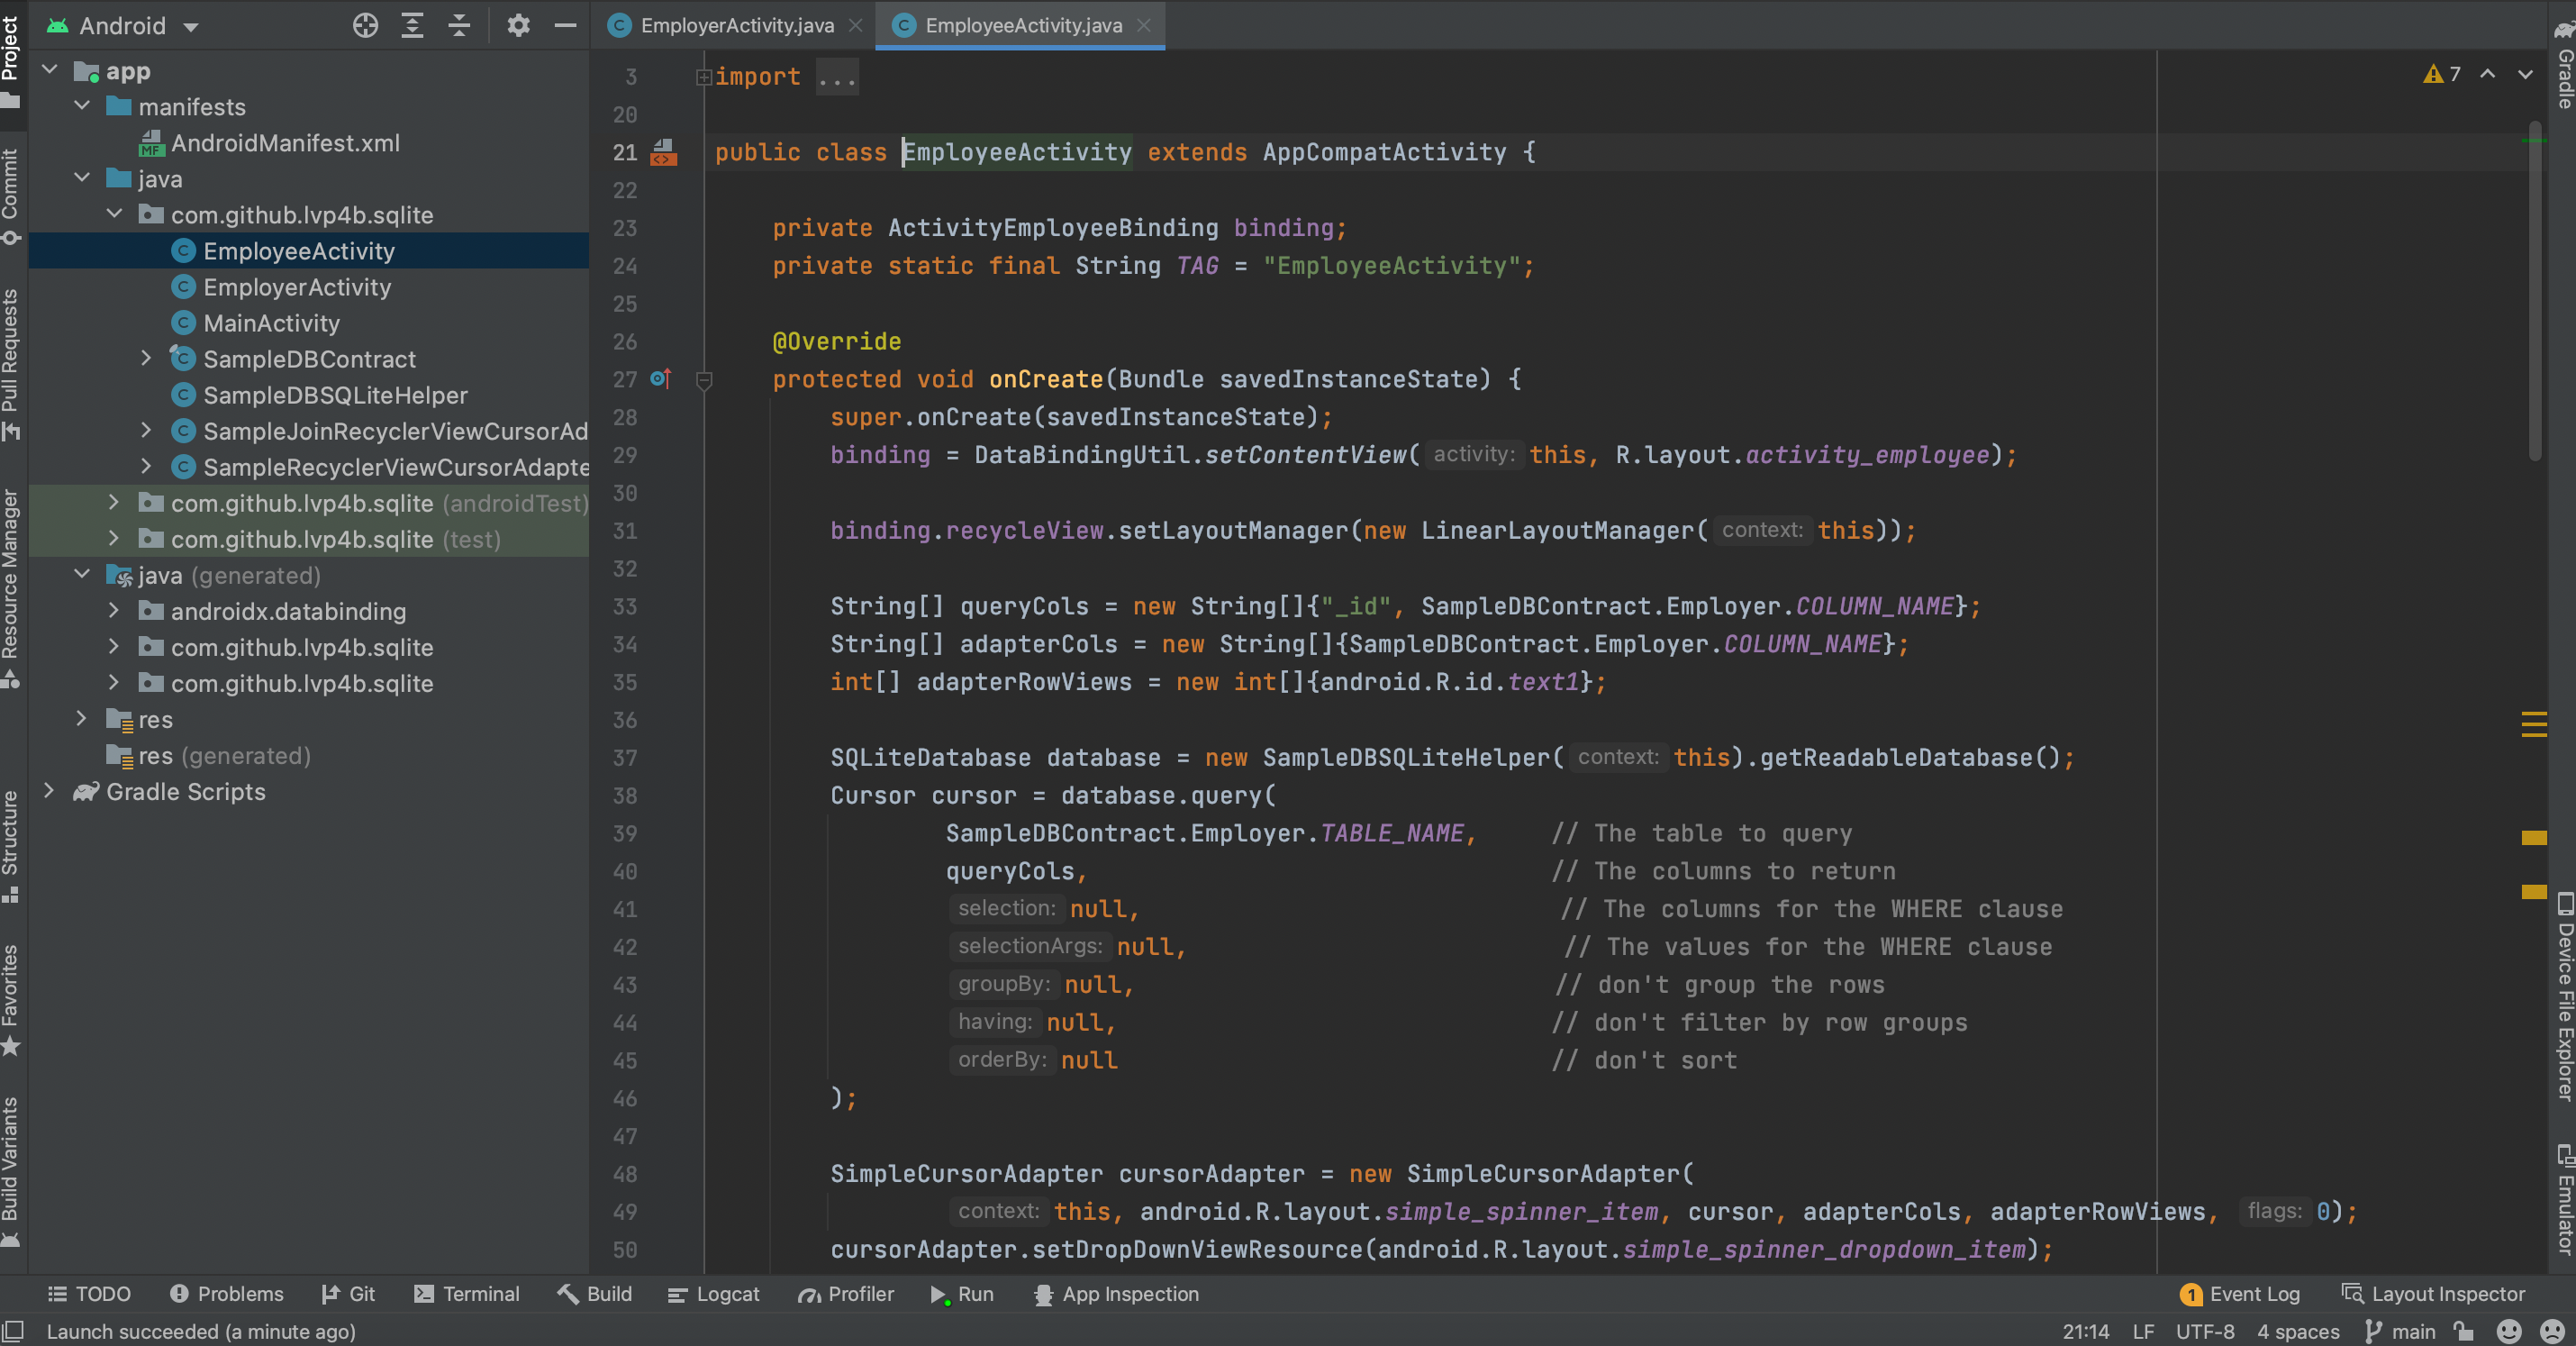 Android
EmployerActivity.java
EmployeeActivity.java
Project
Commit
Pull Requests
Resource Manager
Structure
Favorites
Build Variants
app
manifests
AndroidManifest.xml
java
com.github.lvp4b.sqlite
EmployeeActivity
EmployerActivity
MainActivity
SampleDBContract
SampleDBSQLiteHelper
SampleJoinRecyclerViewCursorAd
SampleRecyclerViewCursorAdapte
com.github.lvp4b.sqlite (androidTest)
com.github.lvp4b.sqlite (test)
java (generated)
androidx.databinding
com.github.lvp4b.sqlite
com.github.lvp4b.sqlite
res
res (generated)
Gradle Scripts
7
3 import ...
20
21 public class EmployeeActivity extends AppCompatActivity {
22
23 private ActivityEmployeeBinding binding;
24 private static final String TAG = "EmployeeActivity";
25
26 @Override
27 protected void onCreate(Bundle savedInstanceState) {
28 super.onCreate(savedInstanceState);
29 binding = DataBindingUtil.setContentView( activity: this, R.layout.activity_employee);
30
31 binding.recycleView.setLayoutManager(new LinearLayoutManager( context: this));
32
33 String[] queryCols = new String[]{"_id", SampleDBContract.Employer.COLUMN_NAME};
34 String[] adapterCols = new String[]{SampleDBContract.Employer.COLUMN_NAME};
35 int[] adapterRowViews = new int[]{android.R.id.text1};
36
37 SQLiteDatabase database = new SampleDBSQLiteHelper( context: this).getReadableDatabase();
38 Cursor cursor = database.query(
39 SampleDBContract.Employer.TABLE_NAME, // The table to query
40 queryCols, // The columns to return
41 selection: null, // The columns for the WHERE clause
42 selectionArgs: null, // The values for the WHERE clause
43 groupBy: null, // don't group the rows
44 having: null, // don't filter by row groups
45 orderBy: null // don't sort
46 );
47
48 SimpleCursorAdapter cursorAdapter = new SimpleCursorAdapter(
49 context: this, android.R.layout.simple_spinner_item, cursor, adapterCols, adapterRowViews, flags: 0);
50 cursorAdapter.setDropDownViewResource(android.R.layout.simple_spinner_dropdown_item);
Gradle
Device File Explorer
Emulator
TODO Problems Git Terminal Build Logcat Profiler Run App Inspection 1 Event Log Layout Inspector
Launch succeeded (a minute ago) 21:14 LF UTF-8 4 spaces main